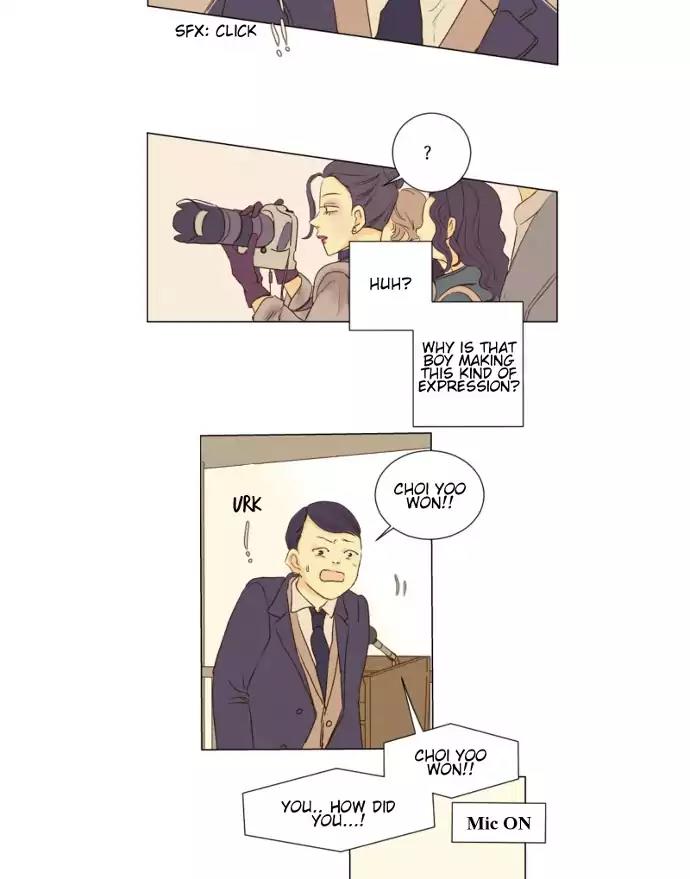 SFX: CLICK
?
HUH?
WHY IS THAT
BOY MAKING
THIS KIND OF
EXPRESSION?
CHOI YOO
WON!!
URK
CHOI YOO
WON!!
YOU.. HOW DID
YOU...!
Mic ON